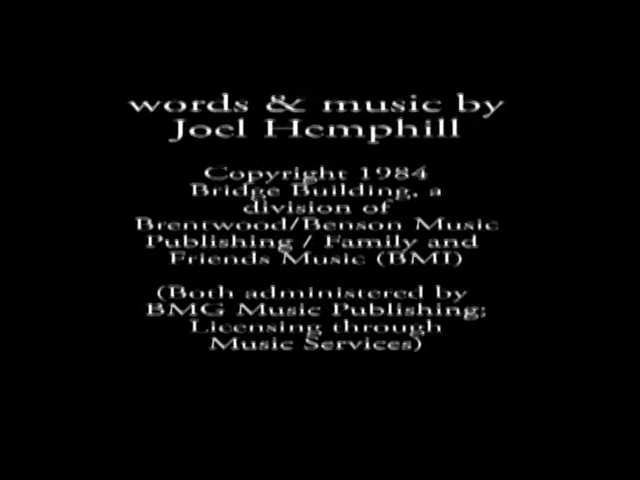 words & music by
Joel Hemphill
Copyright 1984
Bridge Building, a
division of
Brentwood/Benson Music
Publishing / Family and
Friends Music (BMI)
(Both administered by
BMG Music Publishing;
Licensing through
Music Services)